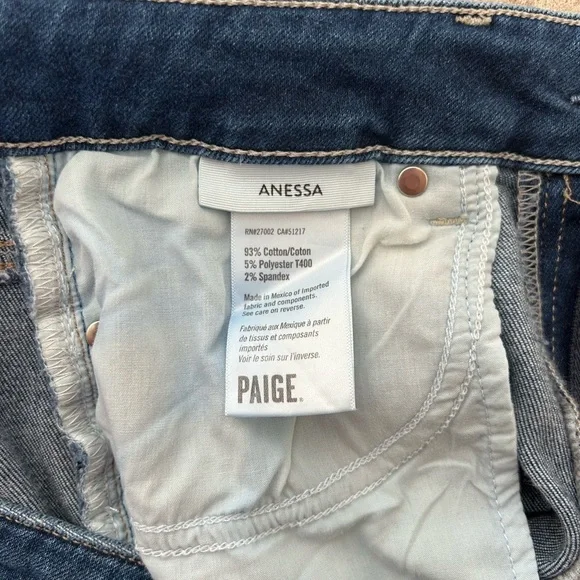 ANESSA
RN#27002 CA#51217
93% Cotton/Coton
5% Polyester T400
2% Spandex
Made in Mexico of Imported
fabric and components.
See care on reverse.
Fabriqué aux Mexique à partir
de tissus et composants
importés
Voir le soin sur l'inverse.
PAIGE®